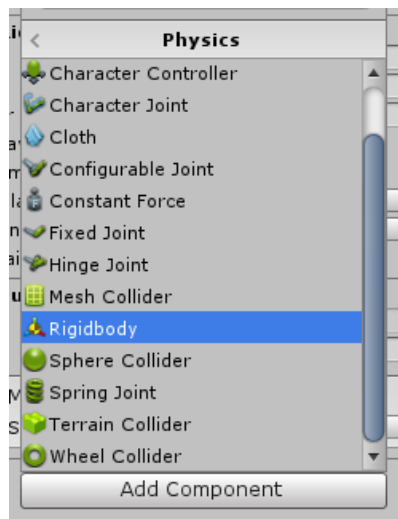 Physics
Character Controller
Character Joint
Cloth
Configurable Joint
Constant Force
Fixed Joint
Hinge Joint
Mesh Collider
Rigidbody
Sphere Collider
Spring Joint
Terrain Collider
Wheel Collider
Add Component